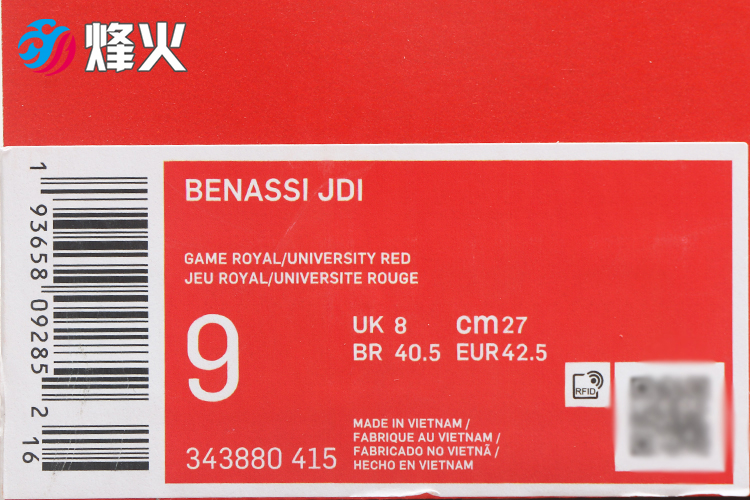 烽火
BENASSI JDI
GAME ROYAL/UNIVERSITY RED
JEU ROYAL/UNIVERSITE ROUGE
9
UK 8 cm 27
BR 40.5 EUR 42.5
RFID
343880 415
MADE IN VIETNAM /
FABRIQUE AU VIETNAM /
FABRICADO NO VIETNÃ /
HECHO EN VIETNAM
1 93658 09285 2 16